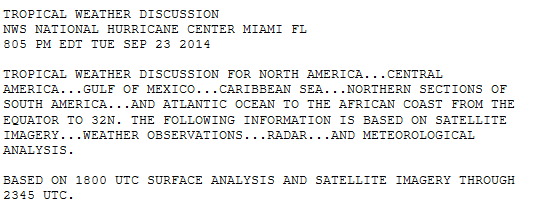 TROPICAL WEATHER DISCUSSION
NWS NATIONAL HURRICANE CENTER MIAMI FL
805 PM EDT TUE SEP 23 2014
TROPICAL WEATHER DISCUSSION FOR NORTH AMERICA...CENTRAL
AMERICA...GULF OF MEXICO...CARIBBEAN SEA...NORTHERN SECTIONS OF
SOUTH AMERICA...AND ATLANTIC OCEAN TO THE AFRICAN COAST FROM THE
EQUATOR TO 32N. THE FOLLOWING INFORMATION IS BASED ON SATELLITE
IMAGERY...WEATHER OBSERVATIONS...RADAR...AND METEOROLOGICAL
ANALYSIS.
BASED ON 1800 UTC SURFACE ANALYSIS AND SATELLITE IMAGERY THROUGH
2345 UTC.